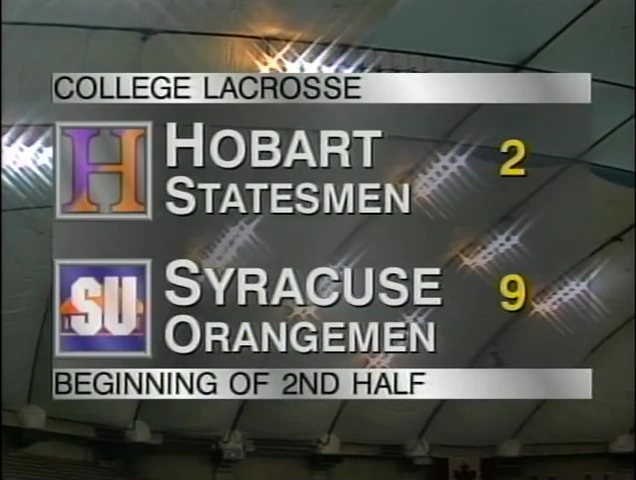 COLLEGE LACROSSE
H HOBART 2
STATESMEN
SU SYRACUSE 9
ORANGEMEN
BEGINNING OF 2ND HALF